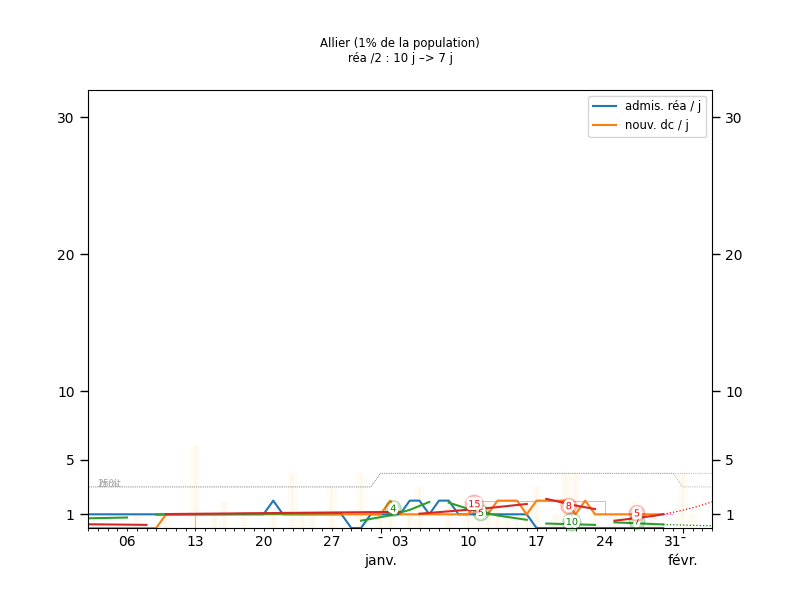 Allier (1% de la population)
réa /2 : 10 j –> 7 j
admis. réa / j
nouv. dc / j
30 30
20 20
10 10
5 5
1 1
4 15 5 8 10 5 7
06 13 20 27 03 10 17 24 31
janv. févr.